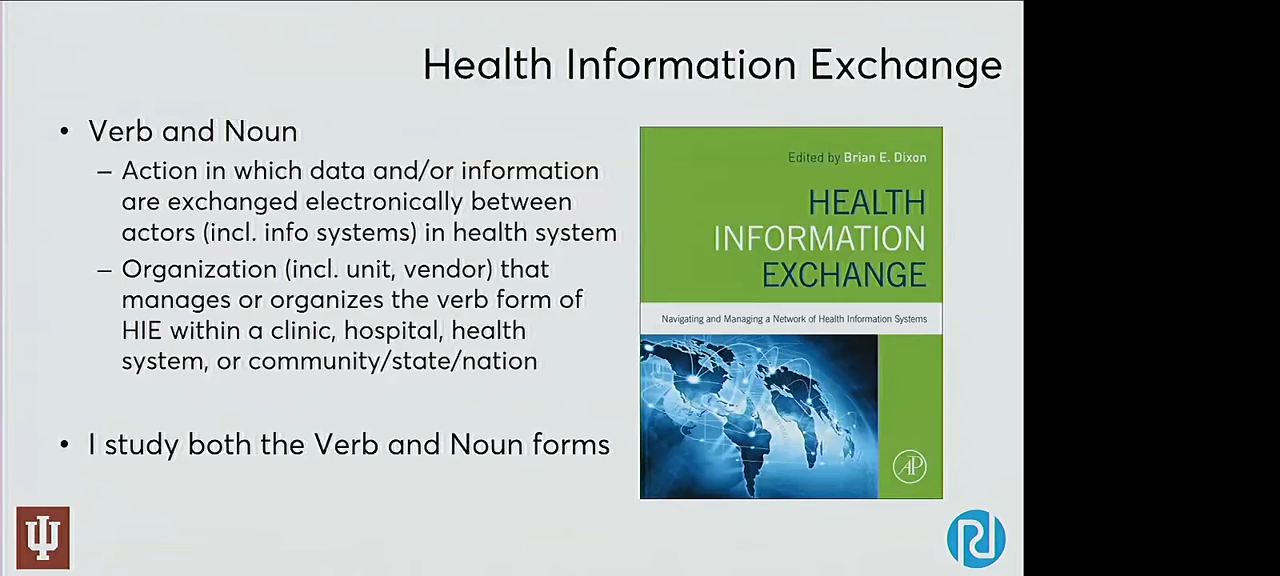 Health Information Exchange
• Verb and Noun
– Action in which data and/or information
are exchanged electronically between
actors (incl. info systems) in health system
– Organization (incl. unit, vendor) that
manages or organizes the verb form of
HIE within a clinic, hospital, health
system, or community/state/nation
• I study both the Verb and Noun forms
Edited by Brian E. Dixon
HEALTH
INFORMATION
EXCHANGE
Navigating and Managing a Network of Health Information Systems
AP